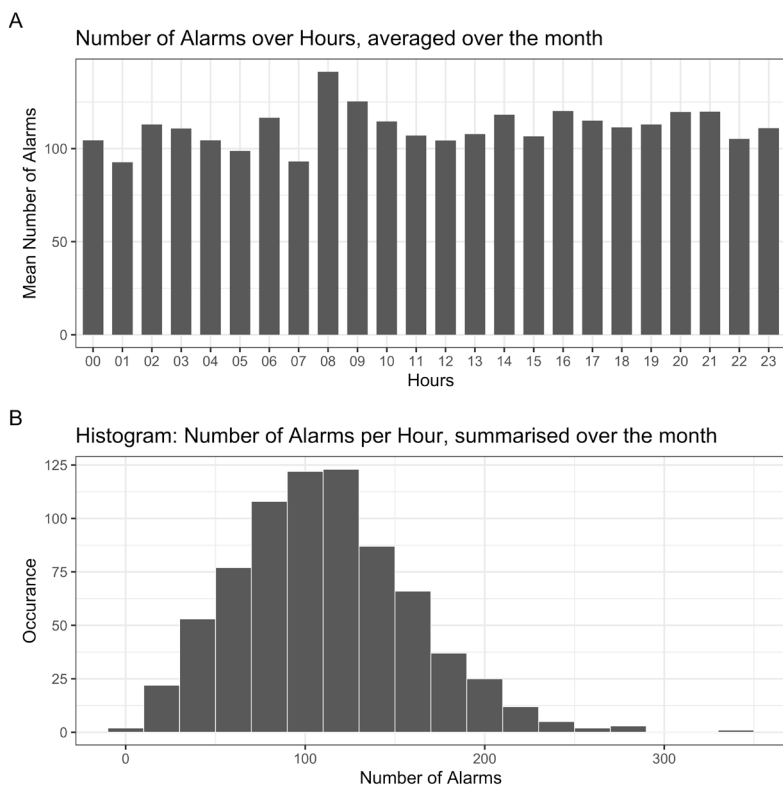 A
Number of Alarms over Hours, averaged over the month
Mean Number of Alarms
100
50
0
00 01 02 03 04 05 06 07 08 09 10 11 12 13 14 15 16 17 18 19 20 21 22 23
Hours
B
Histogram: Number of Alarms per Hour, summarised over the month
Occurance
125
100
75
50
25
0
0 100 200 300
Number of Alarms